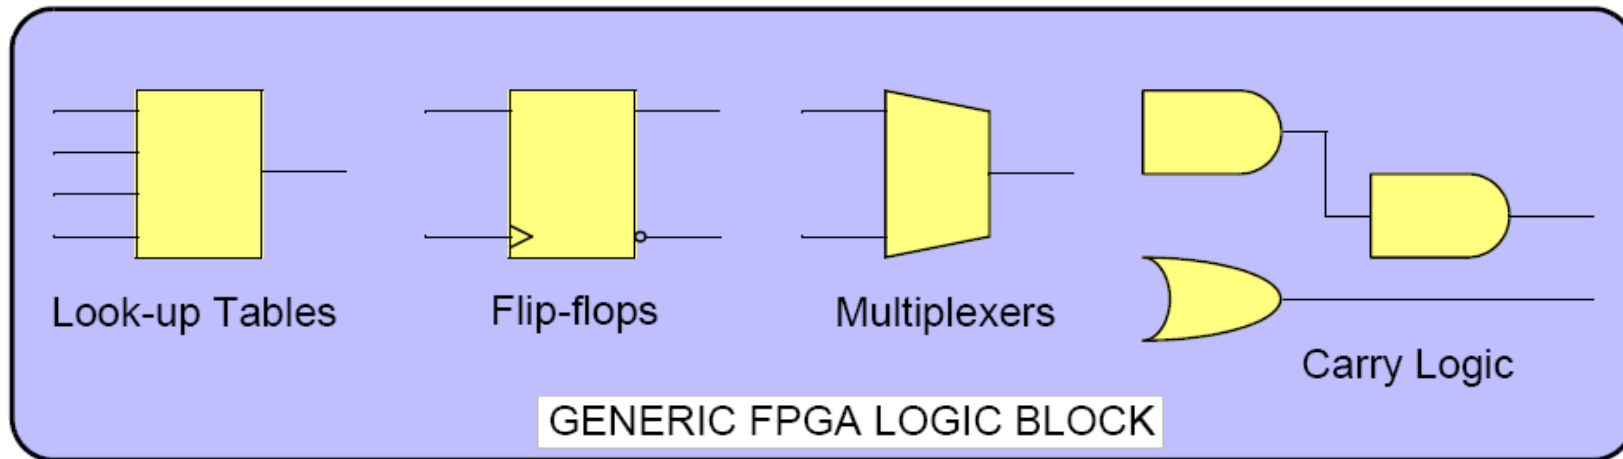 Look-up Tables
Flip-flops
Multiplexers
Carry Logic
GENERIC FPGA LOGIC BLOCK